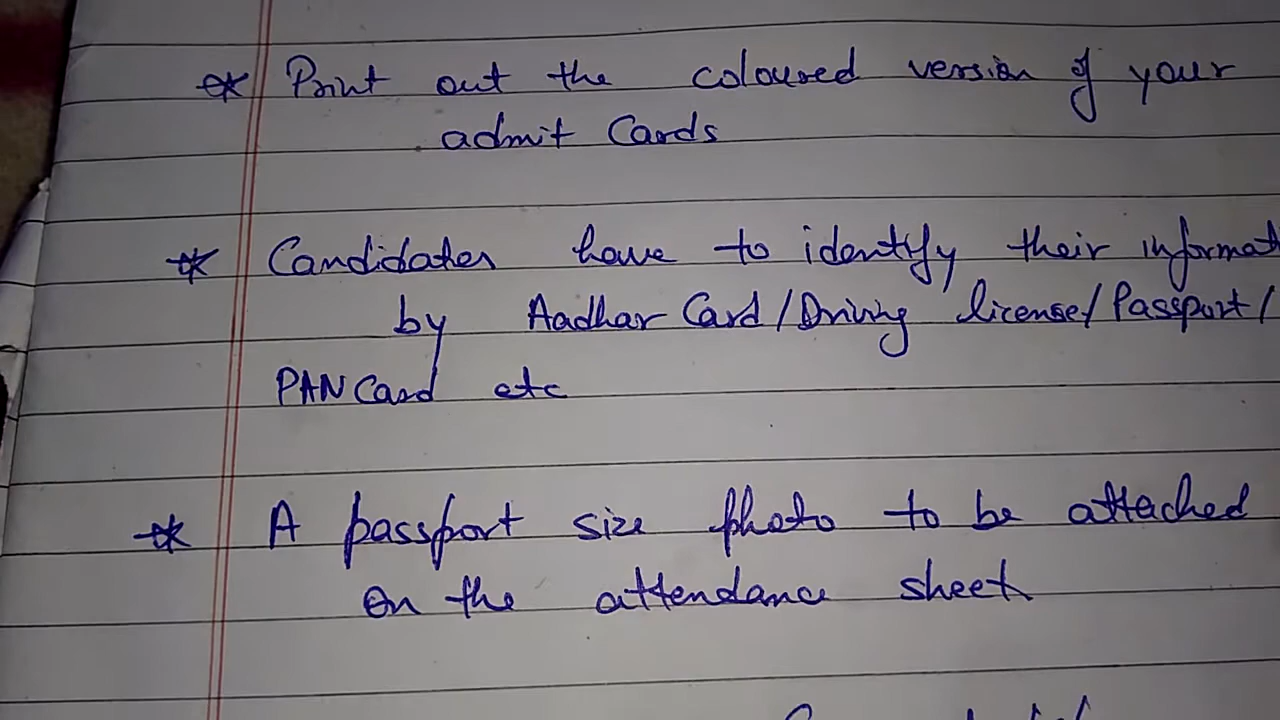 * Print out the coloured version of your
admit Cards
* Candidates have to identify their informat
by Aadhar Card/Driving license/Passport/
PAN Card etc
* A passport size photo to be attached
on the attendance sheet